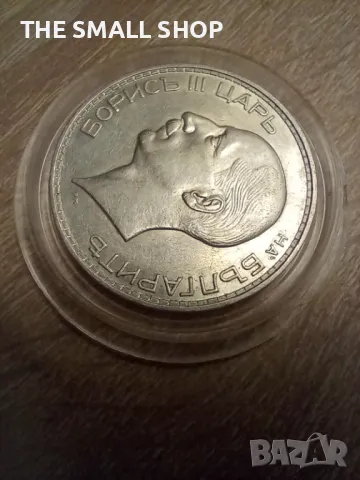 THE SMALL SHOP
БОРИСЪ III ЦАРЬ
НА БЪЛГАРИТѢ
BAZAR